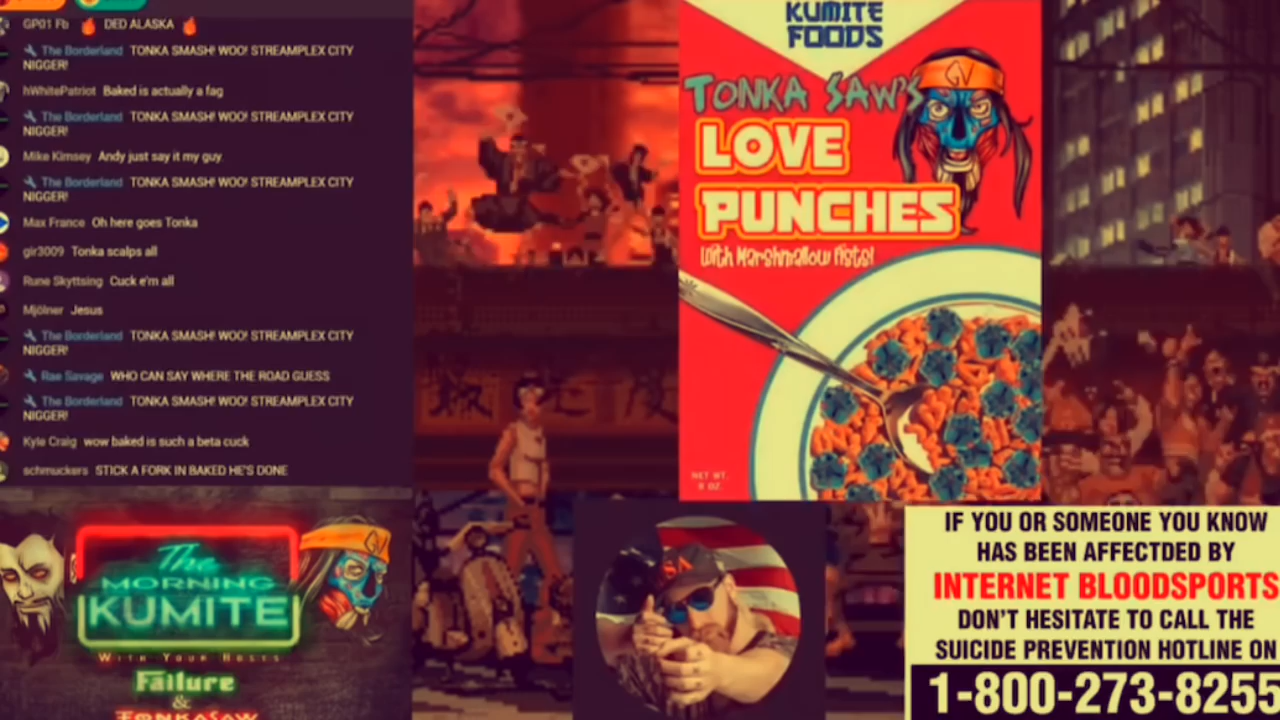 GP01 Fb DED ALASKA
The Borderland TONKA SMASH! WOO! STREAMPLEX CITY
NIGGER!
hWhitePatriot Baked is actually a fag
The Borderland TONKA SMASH! WOO! STREAMPLEX CITY
NIGGER!
Mike Kimsey Andy just say it my guy
The Borderland TONKA SMASH! WOO! STREAMPLEX CITY
NIGGER!
Max France Oh here goes Tonka
gir3009 Tonka scalps all
Rune Skyttsing Cuck e'm all
Mjölner Jesus
The Borderland TONKA SMASH! WOO! STREAMPLEX CITY
NIGGER!
Rae Savage WHO CAN SAY WHERE THE ROAD GUESS
The Borderland TONKA SMASH! WOO! STREAMPLEX CITY
NIGGER!
Kyle Craig wow baked is such a beta cuck
schmuckers STICK A FORK IN BAKED HE'S DONE
The
MORNING
KUMITE
WITH YOUR HOSTS
Failure
&
TONKASAW
KUMITE
FOODS
TONKA SAW'S
GV
LOVE
PUNCHES
With Marshmallow fists!
NET WT.
9 OZ.
SA
IF YOU OR SOMEONE YOU KNOW
HAS BEEN AFFECTDED BY
INTERNET BLOODSPORTS
DON'T HESITATE TO CALL THE
SUICIDE PREVENTION HOTLINE ON
1-800-273-8255